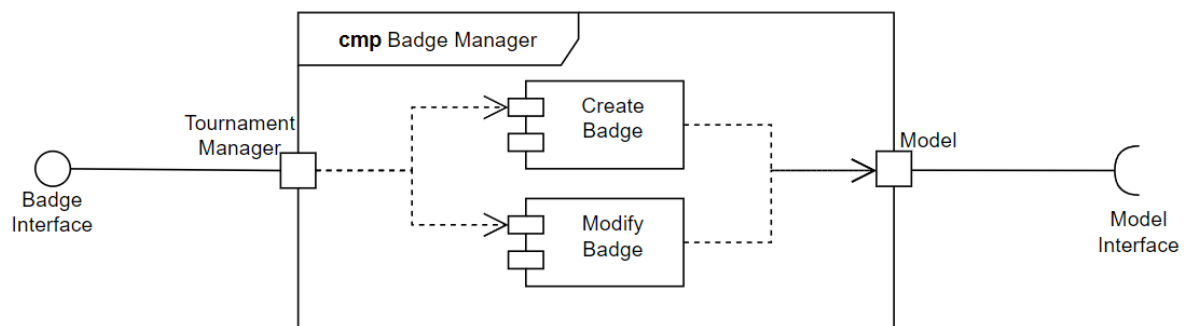 cmp Badge Manager
Tournament
Manager
Create
Badge
Model
Badge
Interface
Modify
Badge
Model
Interface